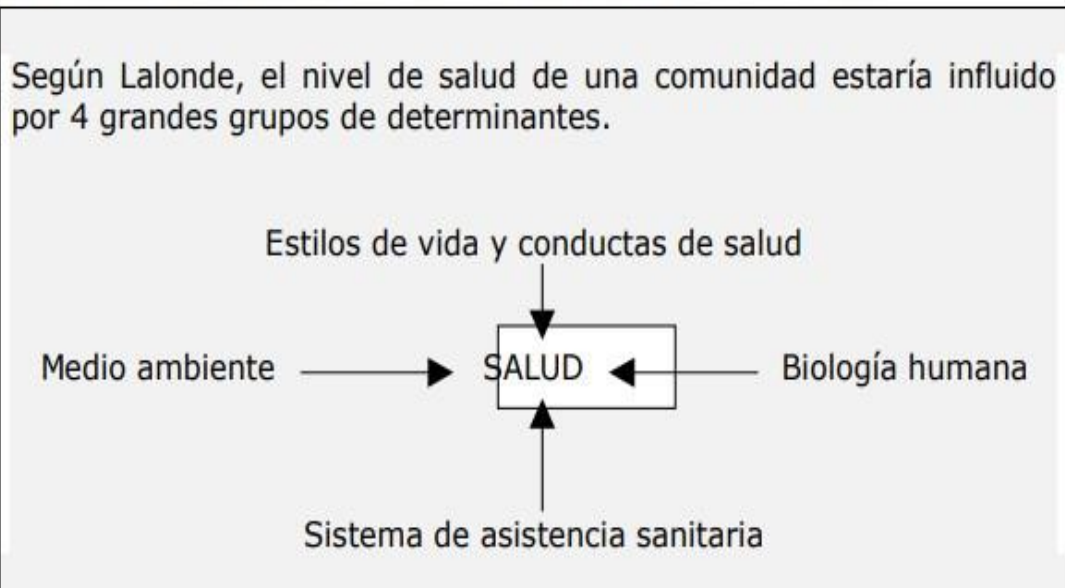 Según Lalonde, el nivel de salud de una comunidad estaría influido
por 4 grandes grupos de determinantes.
Estilos de vida y conductas de salud
Medio ambiente SALUD Biología humana
Sistema de asistencia sanitaria